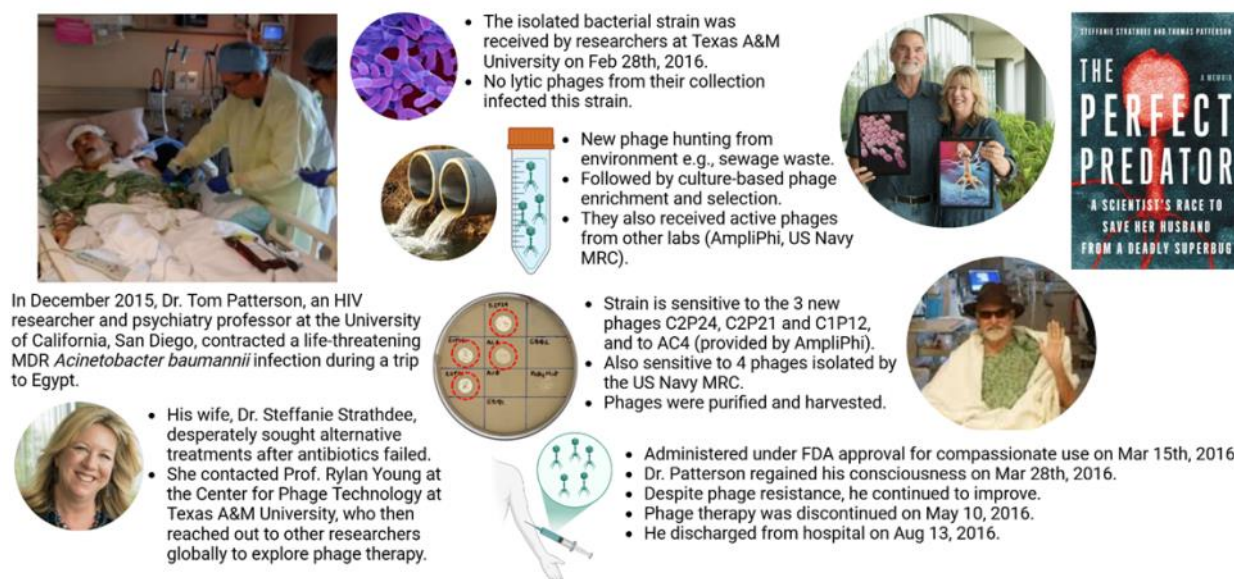 In December 2015, Dr. Tom Patterson, an HIV
researcher and psychiatry professor at the University
of California, San Diego, contracted a life-threatening
MDR Acinetobacter baumannii infection during a trip
to Egypt.
• His wife, Dr. Steffanie Strathdee,
desperately sought alternative
treatments after antibiotics failed.
• She contacted Prof. Rylan Young at
the Center for Phage Technology at
Texas A&M University, who then
reached out to other researchers
globally to explore phage therapy.
• The isolated bacterial strain was
received by researchers at Texas A&M
University on Feb 28th, 2016.
• No lytic phages from their collection
infected this strain.
• New phage hunting from
environment e.g., sewage waste.
• Followed by culture-based phage
enrichment and selection.
• They also received active phages
from other labs (AmpliPhi, US Navy
MRC).
• Strain is sensitive to the 3 new
phages C2P24, C2P21 and C1P12,
and to AC4 (provided by AmpliPhi).
• Also sensitive to 4 phages isolated by
the US Navy MRC.
• Phages were purified and harvested.
• Administered under FDA approval for compassionate use on Mar 15th, 2016
• Dr. Patterson regained his consciousness on Mar 28th, 2016.
• Despite phage resistance, he continued to improve.
• Phage therapy was discontinued on May 10, 2016.
• He discharged from hospital on Aug 13, 2016.
STEFFANIE STRATHDEE AND THOMAS PATTERSON
THE
A MEMOIR
PERFECT
PREDATOR
A SCIENTIST'S RACE TO
SAVE HER HUSBAND
FROM A DEADLY SUPERBUG